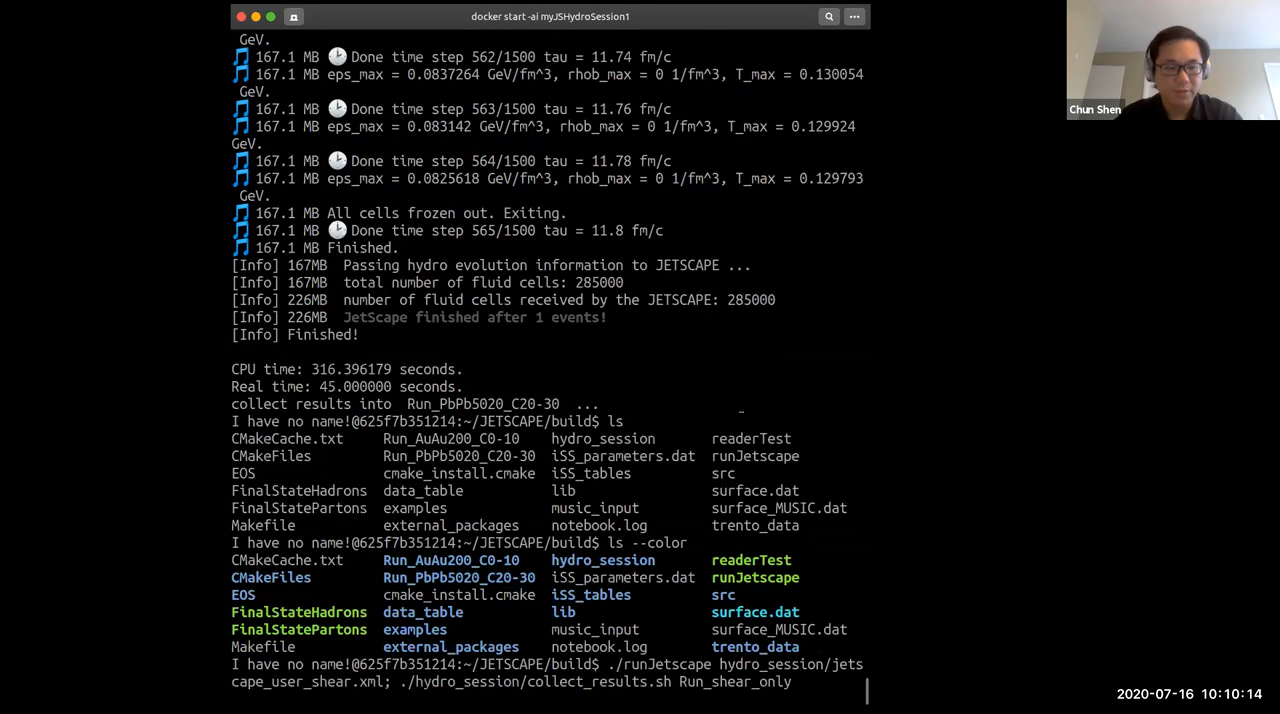 docker start -ai myJSHydroSession1
GeV.
167.1 MB Done time step 562/1500 tau = 11.74 fm/c
167.1 MB eps_max = 0.0837264 GeV/fm^3, rhob_max = 0 1/fm^3, T_max = 0.130054
GeV.
167.1 MB Done time step 563/1500 tau = 11.76 fm/c
167.1 MB eps_max = 0.083142 GeV/fm^3, rhob_max = 0 1/fm^3, T_max = 0.129924
GeV.
167.1 MB Done time step 564/1500 tau = 11.78 fm/c
167.1 MB eps_max = 0.0825618 GeV/fm^3, rhob_max = 0 1/fm^3, T_max = 0.129793
GeV.
167.1 MB All cells frozen out. Exiting.
167.1 MB Done time step 565/1500 tau = 11.8 fm/c
167.1 MB Finished.
[Info] 167MB Passing hydro evolution information to JETSCAPE ...
[Info] 167MB total number of fluid cells: 285000
[Info] 226MB number of fluid cells received by the JETSCAPE: 285000
[Info] 226MB JetScape finished after 1 events!
[Info] Finished!
CPU time: 316.396179 seconds.
Real time: 45.000000 seconds.
collect results into Run_PbPb5020_C20-30 ...
I have no name!@625f7b351214:~/JETSCAPE/build$ ls
CMakeCache.txt Run_AuAu200_C0-10 hydro_session readerTest
CMakeFiles Run_PbPb5020_C20-30 iSS_parameters.dat runJetscape
EOS cmake_install.cmake iSS_tables src
FinalStateHadrons data_table lib surface.dat
FinalStatePartons examples music_input surface_MUSIC.dat
Makefile external_packages notebook.log trento_data
I have no name!@625f7b351214:~/JETSCAPE/build$ ls --color
CMakeCache.txt Run_AuAu200_C0-10 hydro_session readerTest
CMakeFiles Run_PbPb5020_C20-30 iSS_parameters.dat runJetscape
EOS cmake_install.cmake iSS_tables src
FinalStateHadrons data_table lib surface.dat
FinalStatePartons examples music_input surface_MUSIC.dat
Makefile external_packages notebook.log trento_data
I have no name!@625f7b351214:~/JETSCAPE/build$ ./runJetscape hydro_session/jets
cape_user_shear.xml; ./hydro_session/collect_results.sh Run_shear_only
Chun Shen
2020-07-16 10:10:14